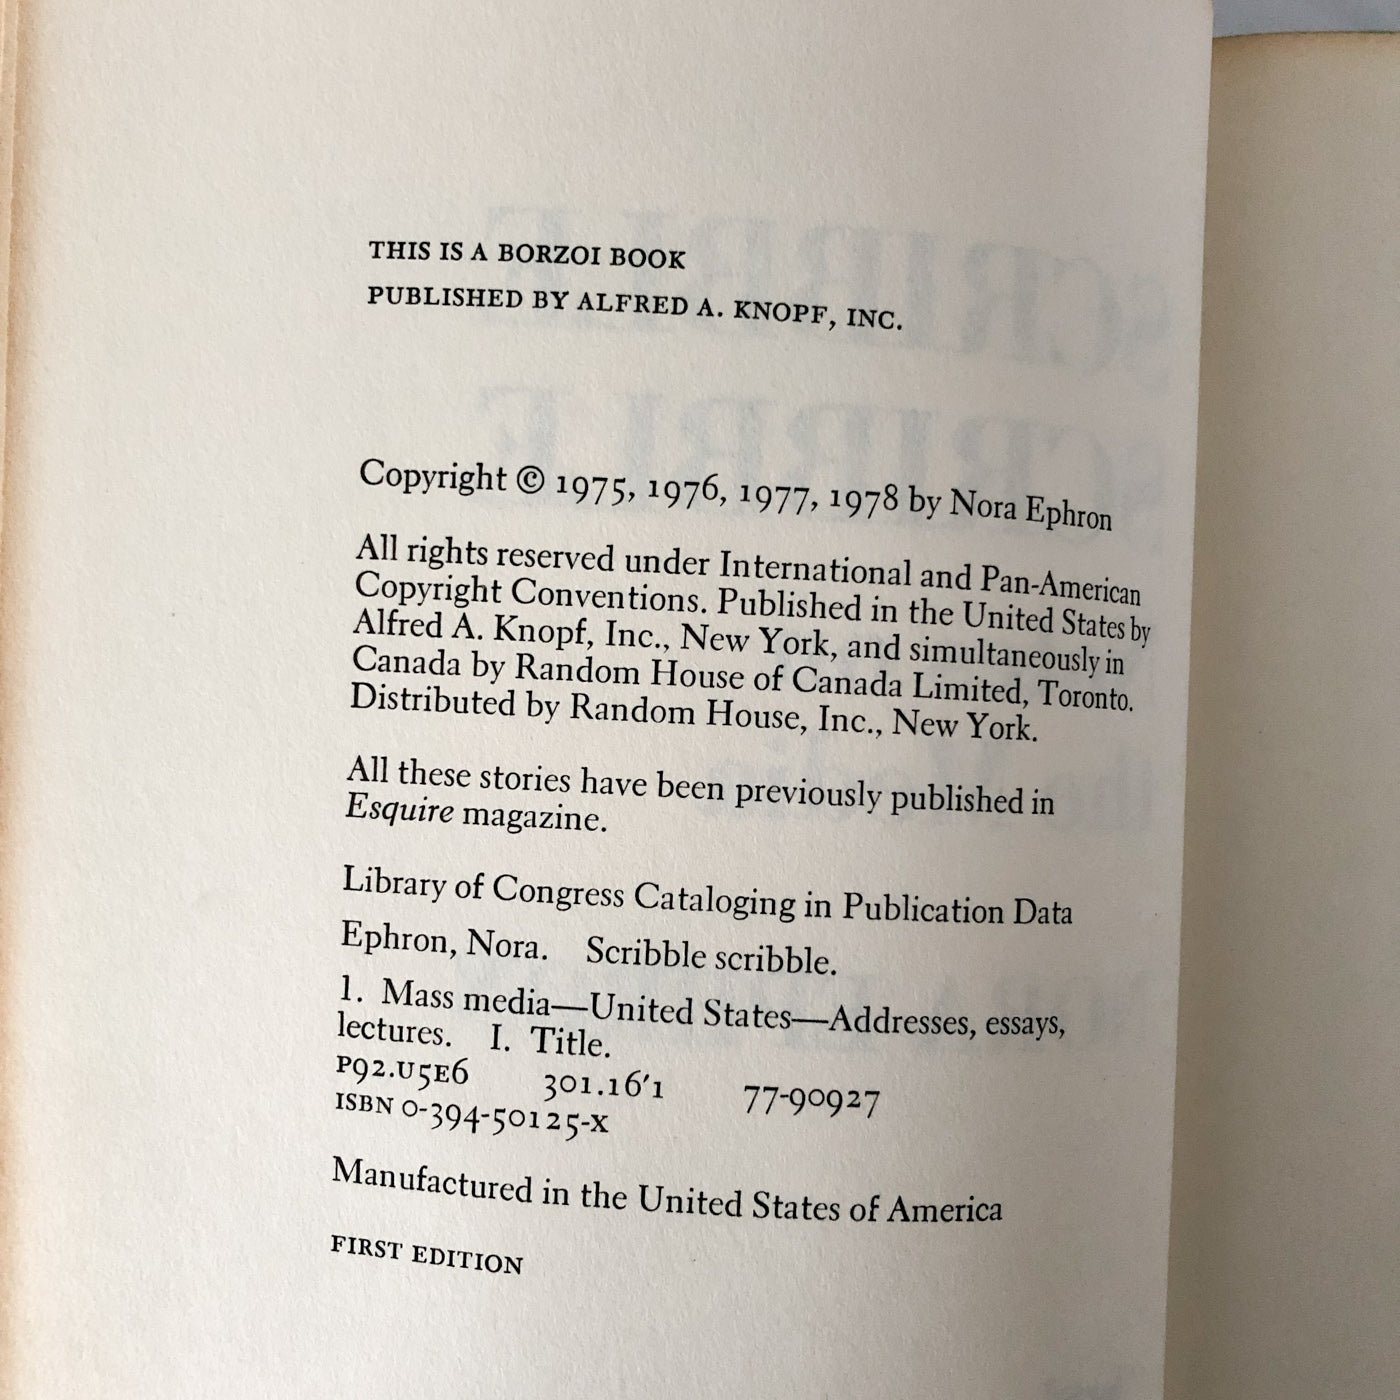 THIS IS A BORZOI BOOK
PUBLISHED BY ALFRED A. KNOPF, INC.
Copyright © 1975, 1976, 1977, 1978 by Nora Ephron
All rights reserved under International and Pan-American
Copyright Conventions. Published in the United States by
Alfred A. Knopf, Inc., New York, and simultaneously in
Canada by Random House of Canada Limited, Toronto.
Distributed by Random House, Inc., New York.
All these stories have been previously published in
Esquire magazine.
Library of Congress Cataloging in Publication Data
Ephron, Nora. Scribble scribble.
1. Mass media—United States—Addresses, essays,
lectures. I. Title.
P92.U5E6 301.16'1 77-90927
ISBN 0-394-50125-X
Manufactured in the United States of America
FIRST EDITION